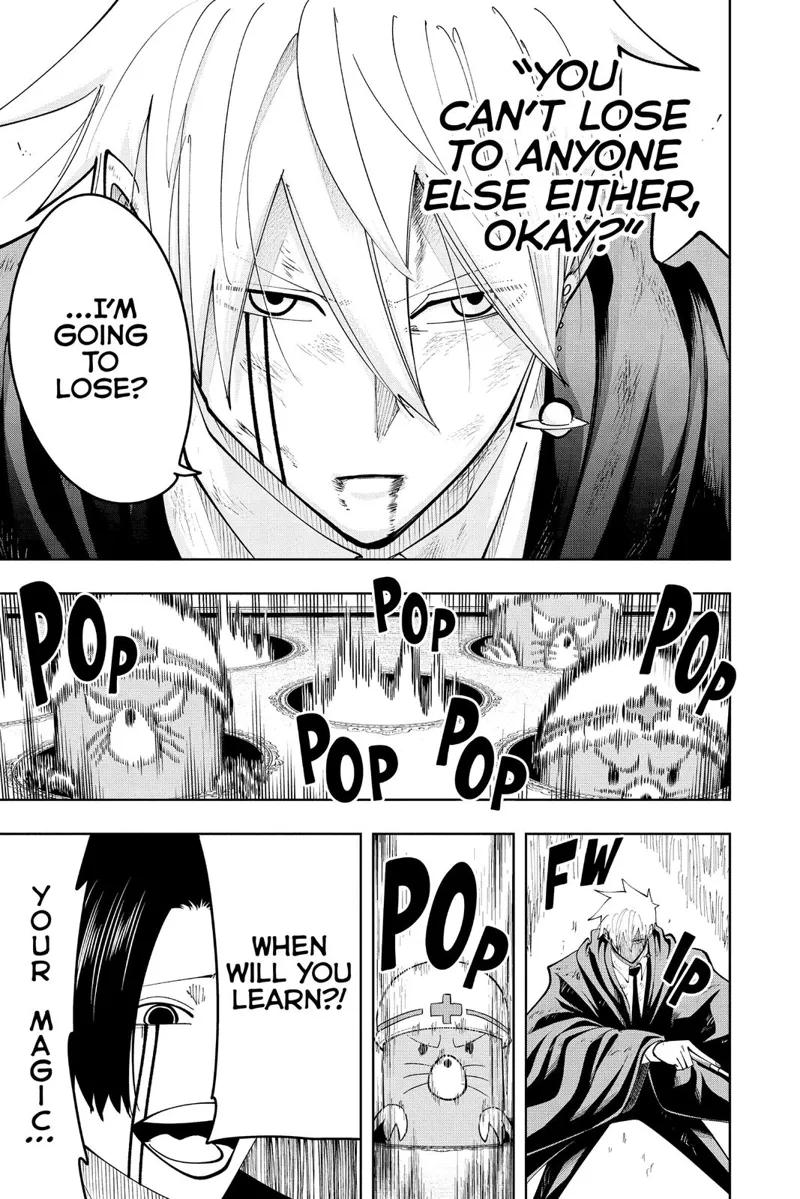 "YOU
CAN'T LOSE
TO ANYONE
ELSE EITHER,
OKAY?"
...I'M
GOING
TO
LOSE?
POP
POP
POP
POP
POP
FWIP
POP
WHEN
WILL YOU
LEARN?!
YOUR MAGIC...